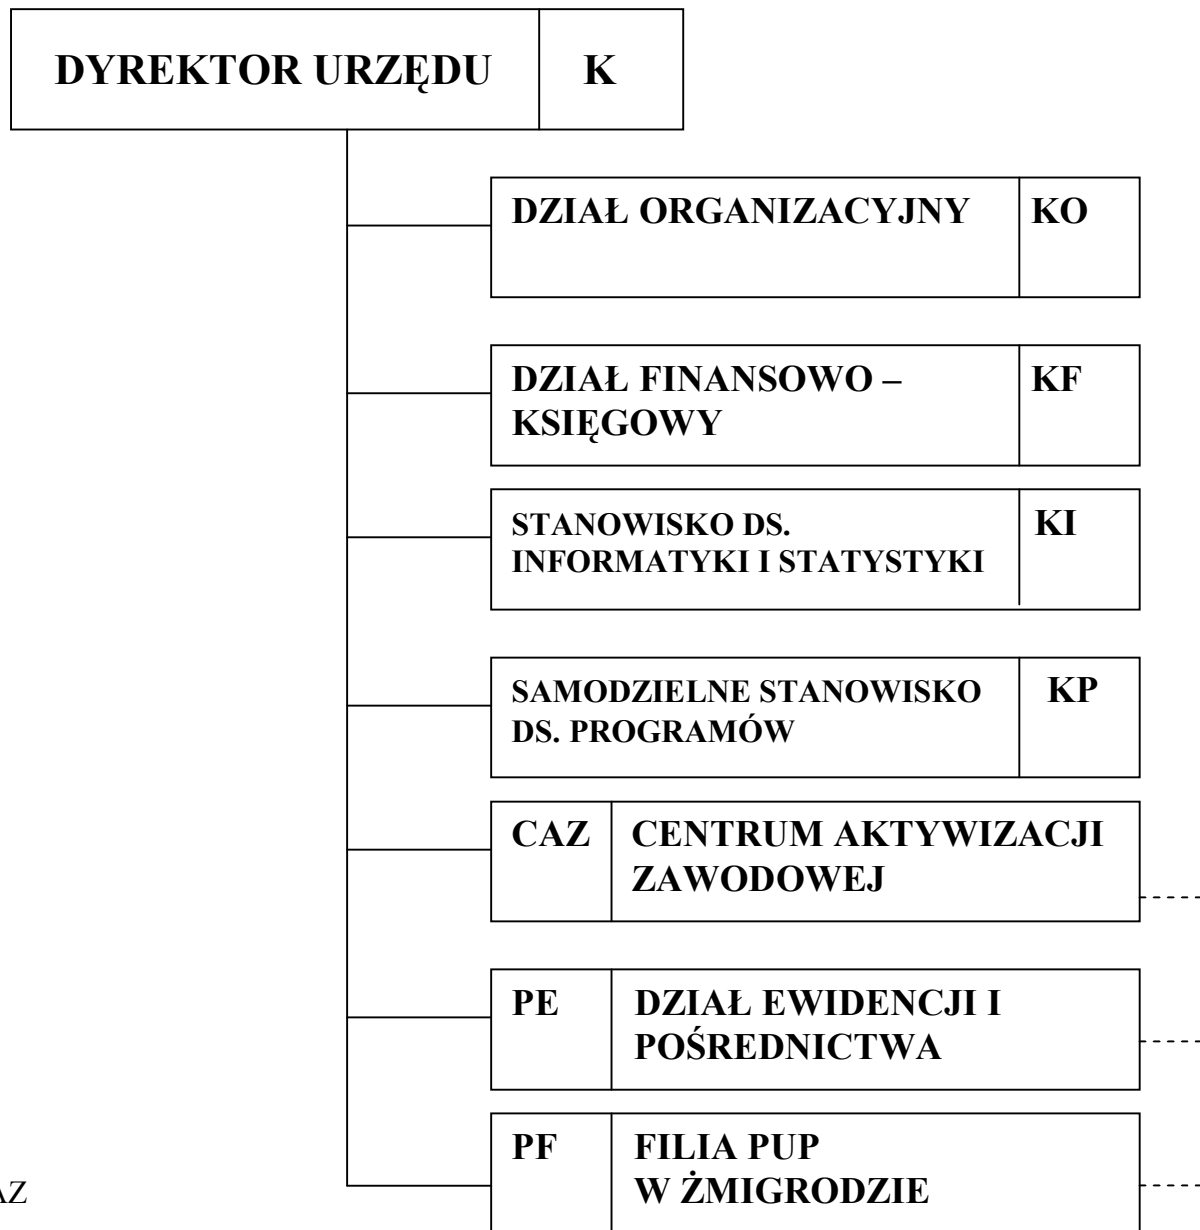 DYREKTOR URZĘDU K
DZIAŁ ORGANIZACYJNY KO
DZIAŁ FINANSOWO – KF
KSIĘGOWY
STANOWISKO DS. KI
INFORMATYKI I STATYSTYKI
SAMODZIELNE STANOWISKO KP
DS. PROGRAMÓW
CAZ CENTRUM AKTYWIZACJI
ZAWODOWEJ
PE DZIAŁ EWIDENCJI I
POŚREDNICTWA
PF FILIA PUP
W ŻMIGRODZIE
AZ